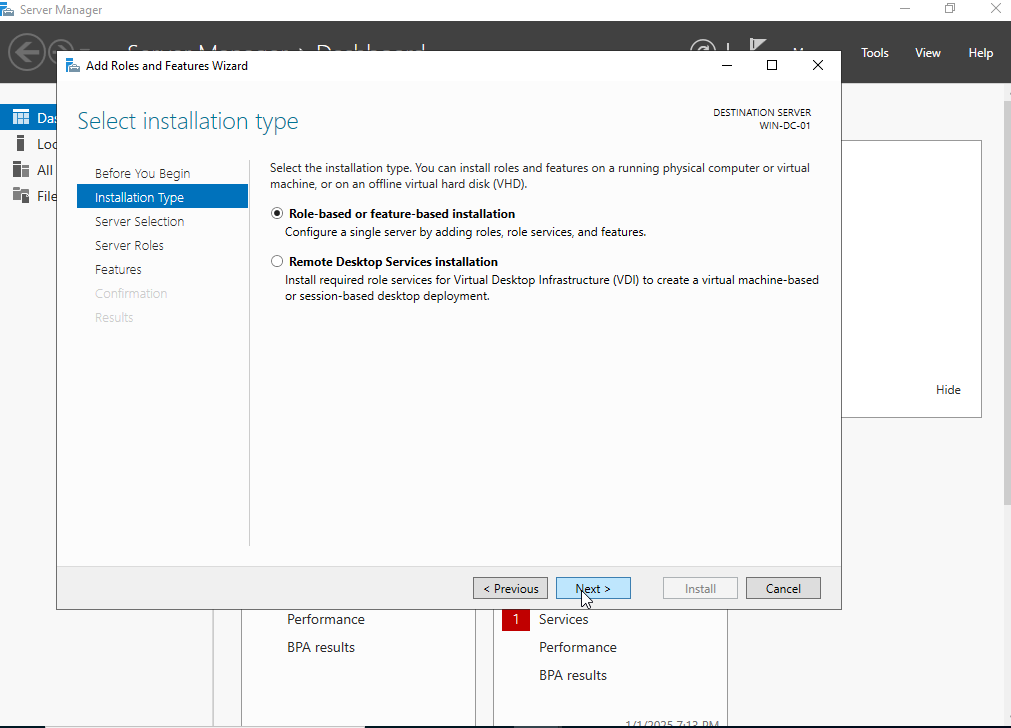 Server Manager
Tools
View
Help
Add Roles and Features Wizard
Select installation type
DESTINATION SERVER
WIN-DC-01
Before You Begin
Installation Type
Server Selection
Server Roles
Features
Confirmation
Results
Select the installation type. You can install roles and features on a running physical computer or virtual
machine, or on an offline virtual hard disk (VHD).
Role-based or feature-based installation
Configure a single server by adding roles, role services, and features.
Remote Desktop Services installation
Install required role services for Virtual Desktop Infrastructure (VDI) to create a virtual machine-based
or session-based desktop deployment.
All
Hide
< Previous
Next >
Install
Cancel
Performance
BPA results
1 Services
Performance
BPA results
1/1/2025 7:13 PM